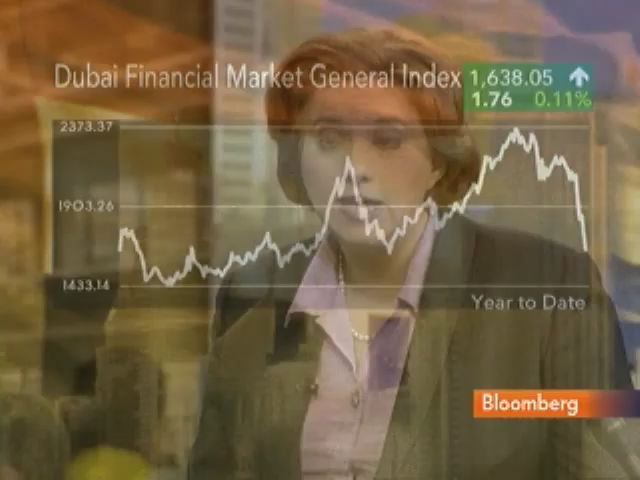 Dubai Financial Market General Index 1,638.05
1.76 0.11%
2373.37
1903.26
1433.14
Year to Date
Bloomberg